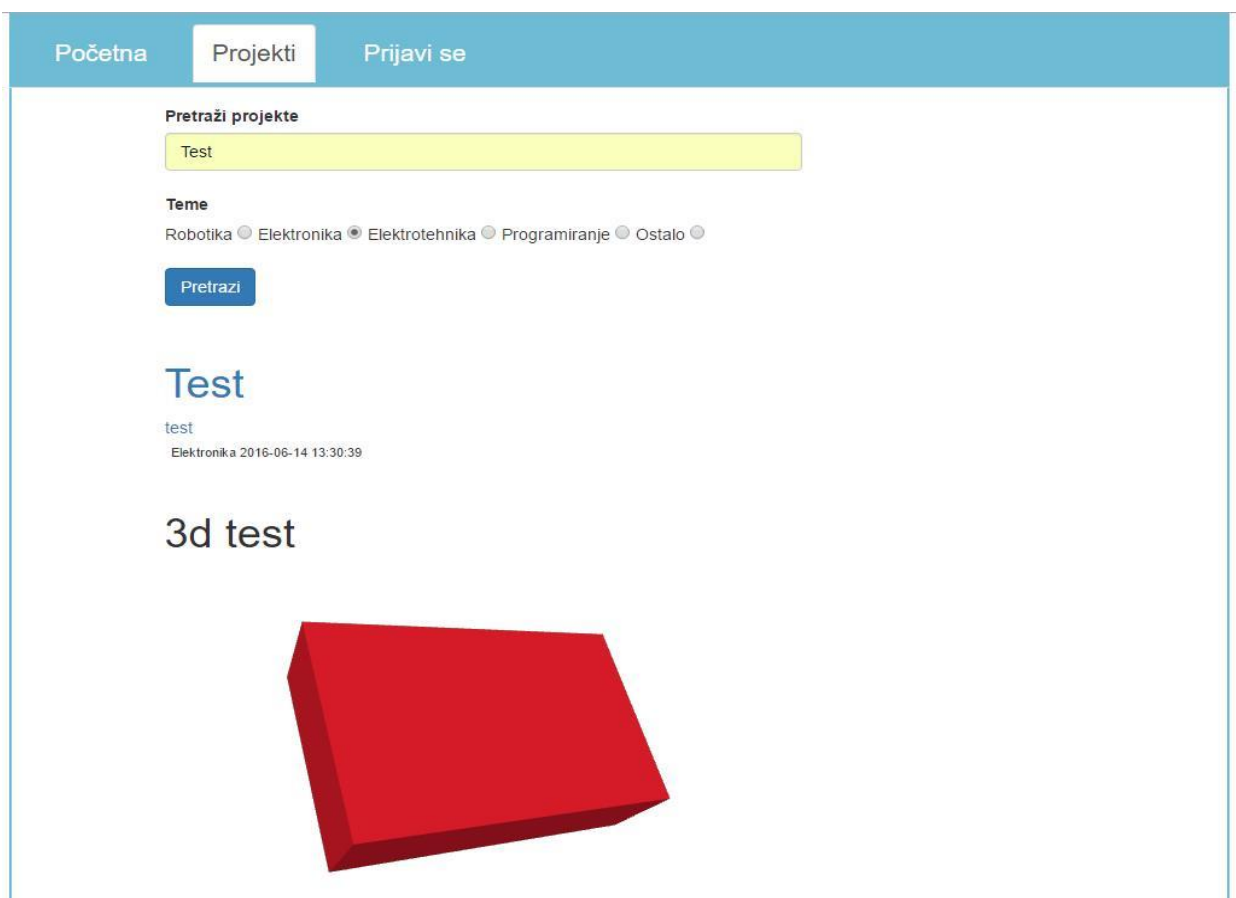 Početna Projekti Prijavi se
Pretraži projekte
Test
Teme
Robotika Elektronika Elektrotehnika Programiranje Ostalo
Pretrazi
Test
test
Elektronika 2016-06-14 13:30:39
3d test